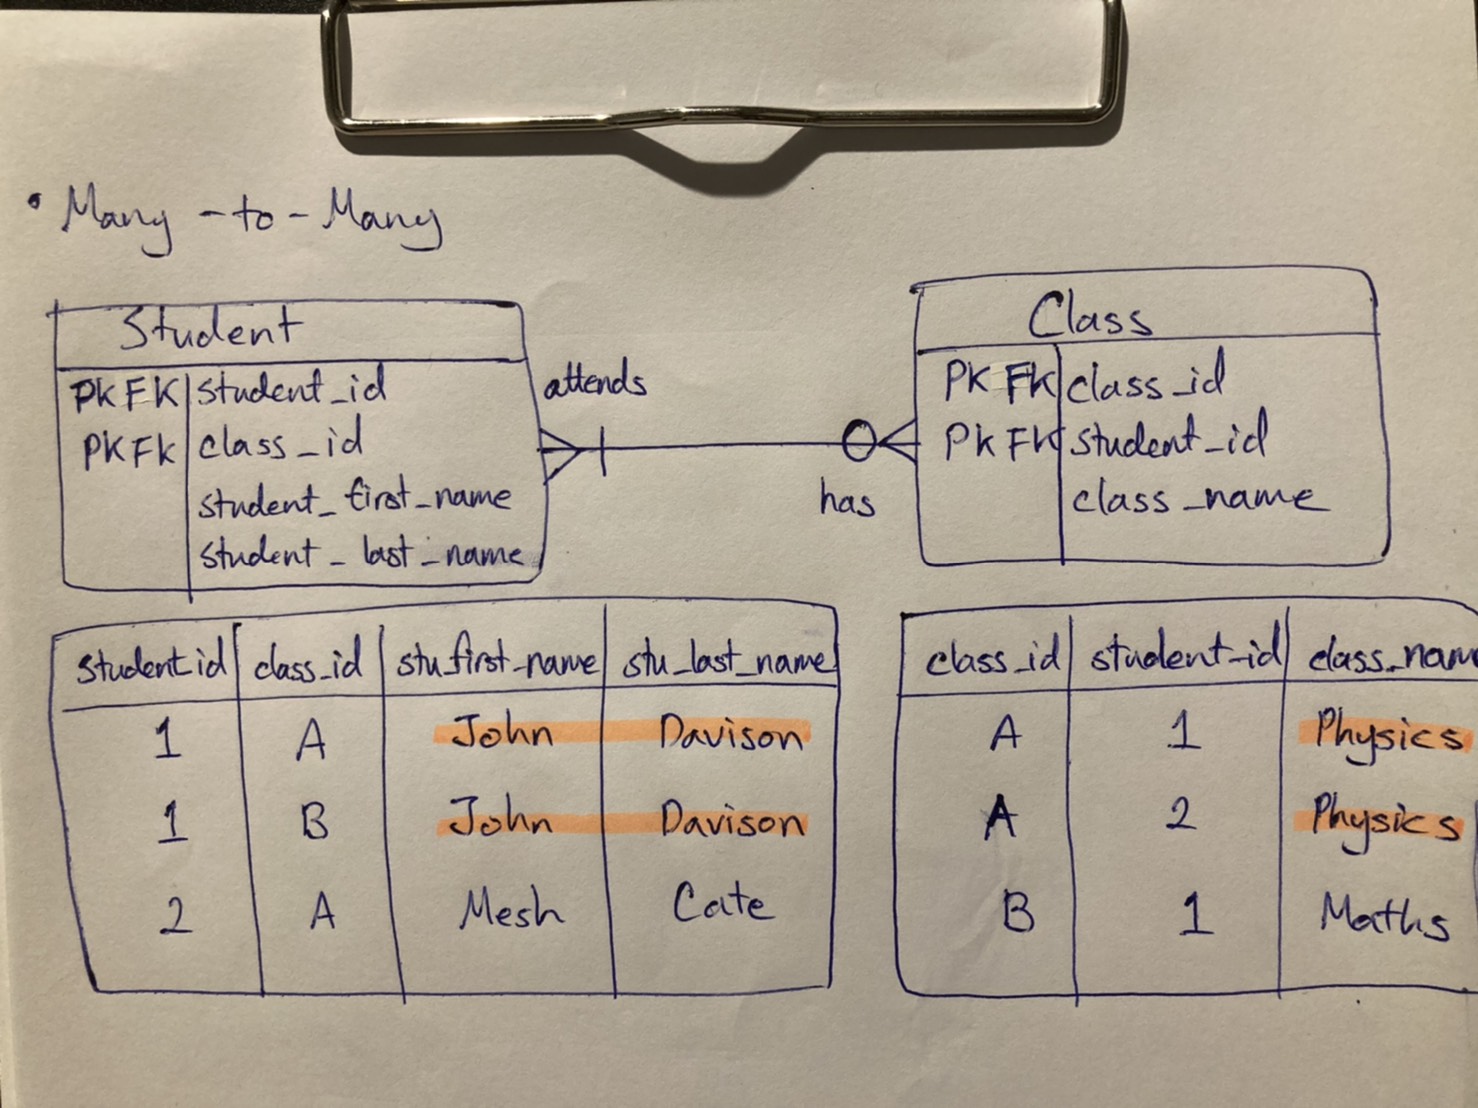 • Many-to-Many
Student
PK FK student_id
PK FK class_id
student_first_name
student_last_name
attends
has
Class
PK FK class_id
PK FK student_id
class_name
student_id class_id stu_first_name stu_last_name
1 A John Davison
1 B John Davison
2 A Mesh Cate
class_id student_id class_nam
A 1 Physics
A 2 Physics
B 1 Maths